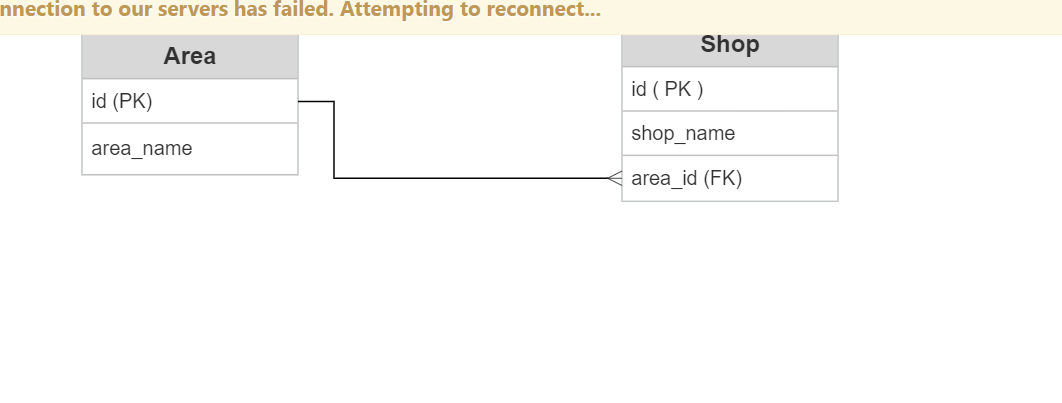 nnection to our servers has failed. Attempting to reconnect...
Area
id (PK)
area_name
Shop
id ( PK )
shop_name
area_id (FK)